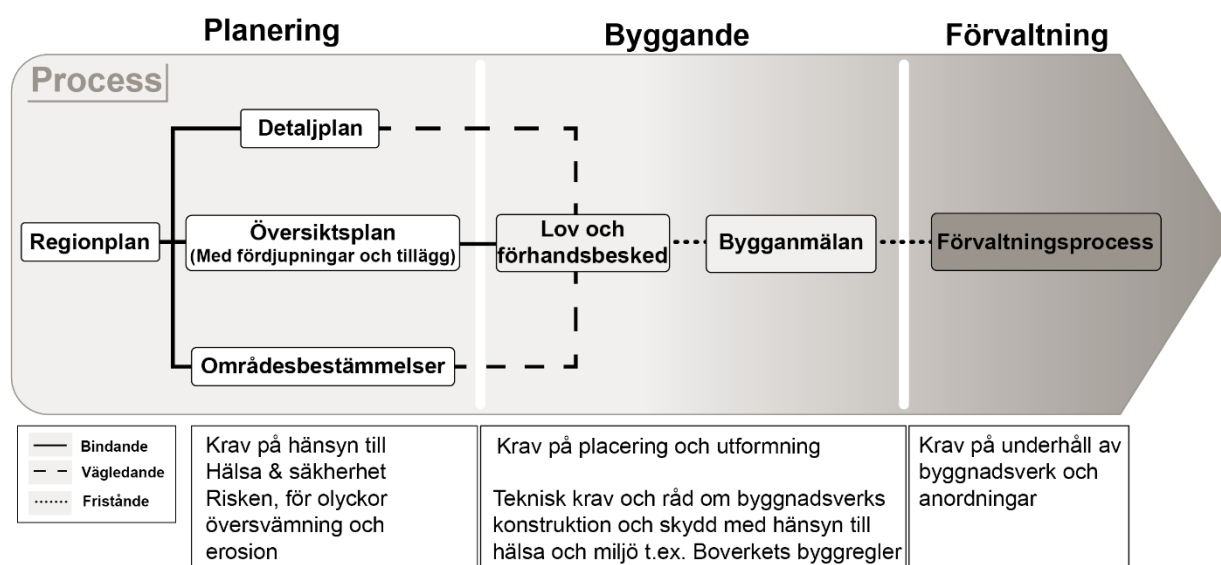 Planering
Byggande
Förvaltning
Process
Detaljplan
Regionplan
Översiktsplan
(Med fördjupningar och tillägg)
Lov och
förhandsbesked
Bygganmälan
Förvaltningsprocess
Områdesbestämmelser
Bindande
Vägledande
Fristånde
Krav på hänsyn till
Hälsa & säkerhet
Risken, för olyckor
översvämning och
erosion
Krav på placering och utformning
Teknisk krav och råd om byggnadsverks
konstruktion och skydd med hänsyn till
hälsa och miljö t.ex. Boverkets byggregler
Krav på underhåll av
byggnadsverk och
anordningar